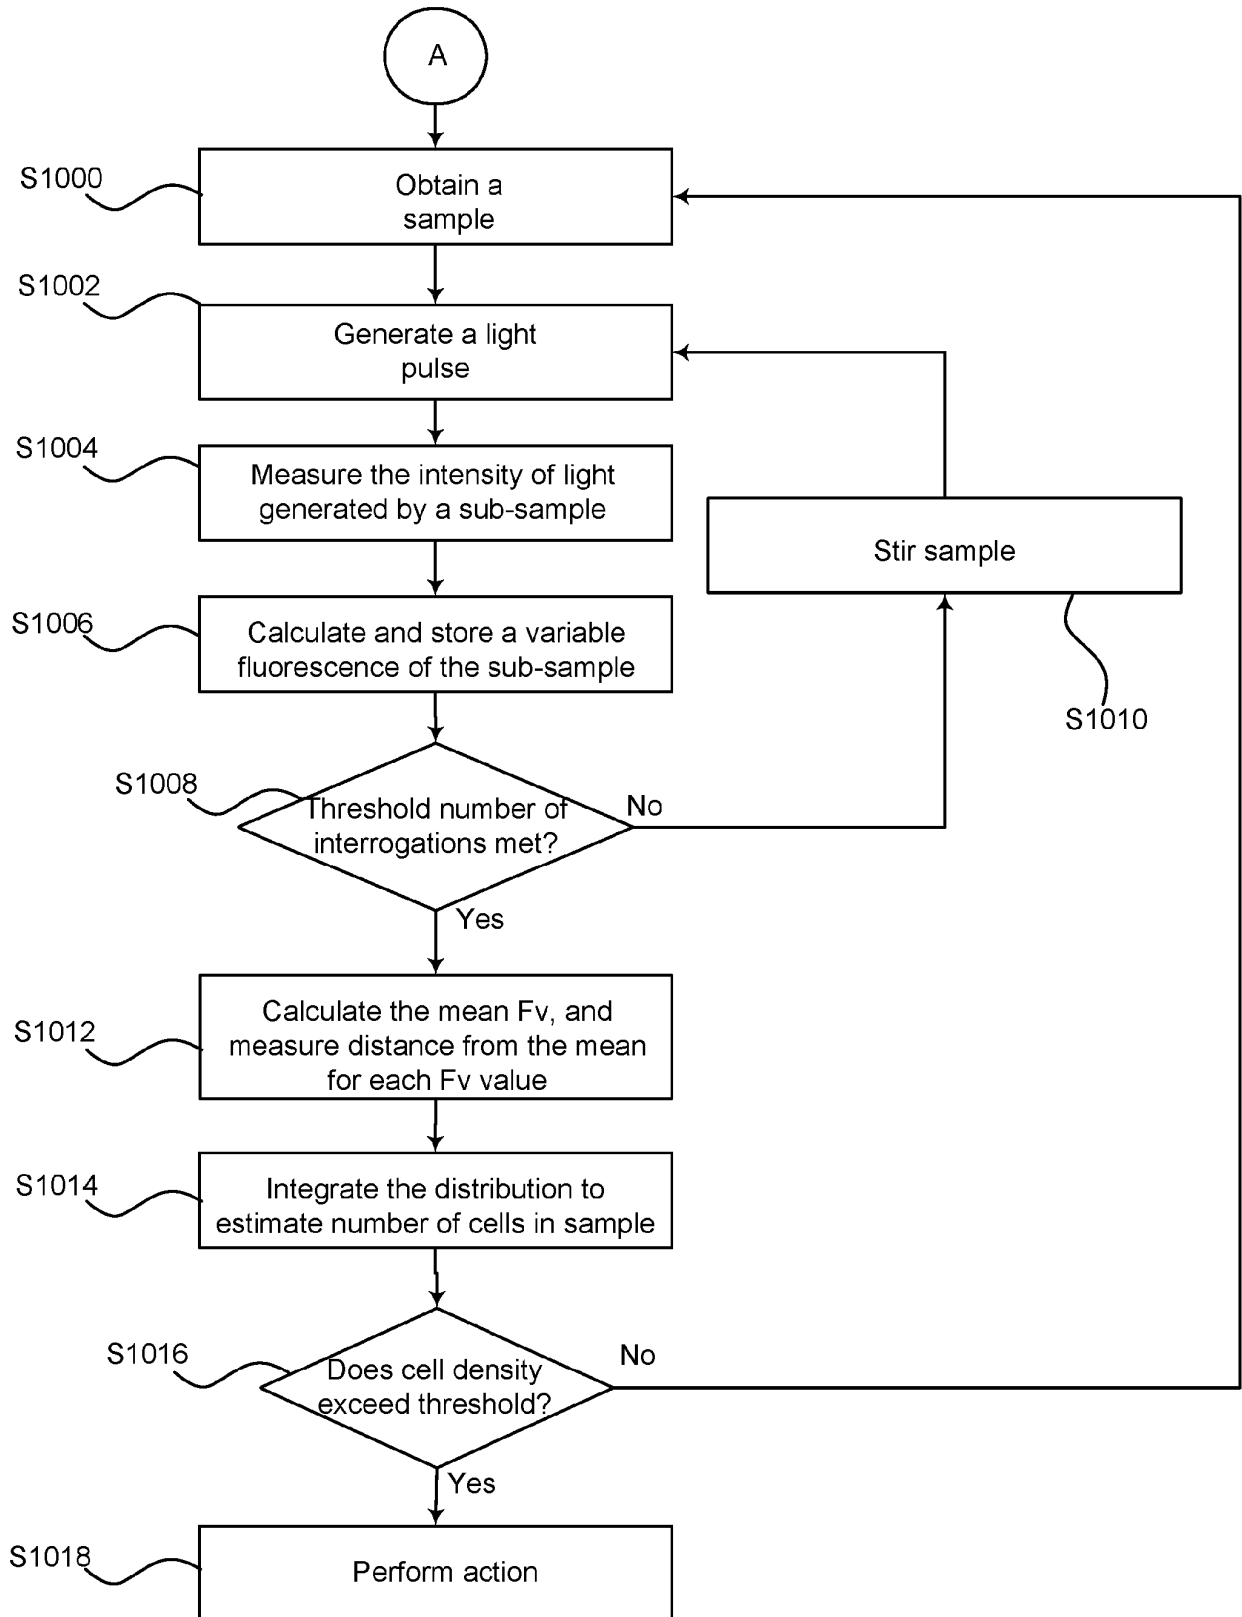 A
S1000
Obtain a
sample
S1002
Generate a light
pulse
S1004
Measure the intensity of light
generated by a sub-sample
Stir sample
S1006
Calculate and store a variable
fluorescence of the sub-sample
S1010
S1008
Threshold number of
interrogations met?
No
Yes
S1012
Calculate the mean Fv, and
measure distance from the mean
for each Fv value
S1014
Integrate the distribution to
estimate number of cells in sample
S1016
Does cell density
exceed threshold?
No
Yes
S1018
Perform action